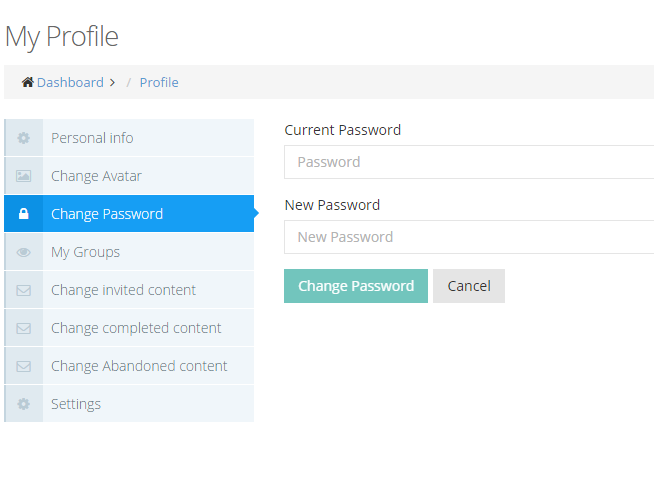 My Profile
Dashboard > / Profile
Personal info
Change Avatar
Change Password
My Groups
Change invited content
Change completed content
Change Abandoned content
Settings
Current Password
Password
New Password
New Password
Change Password Cancel